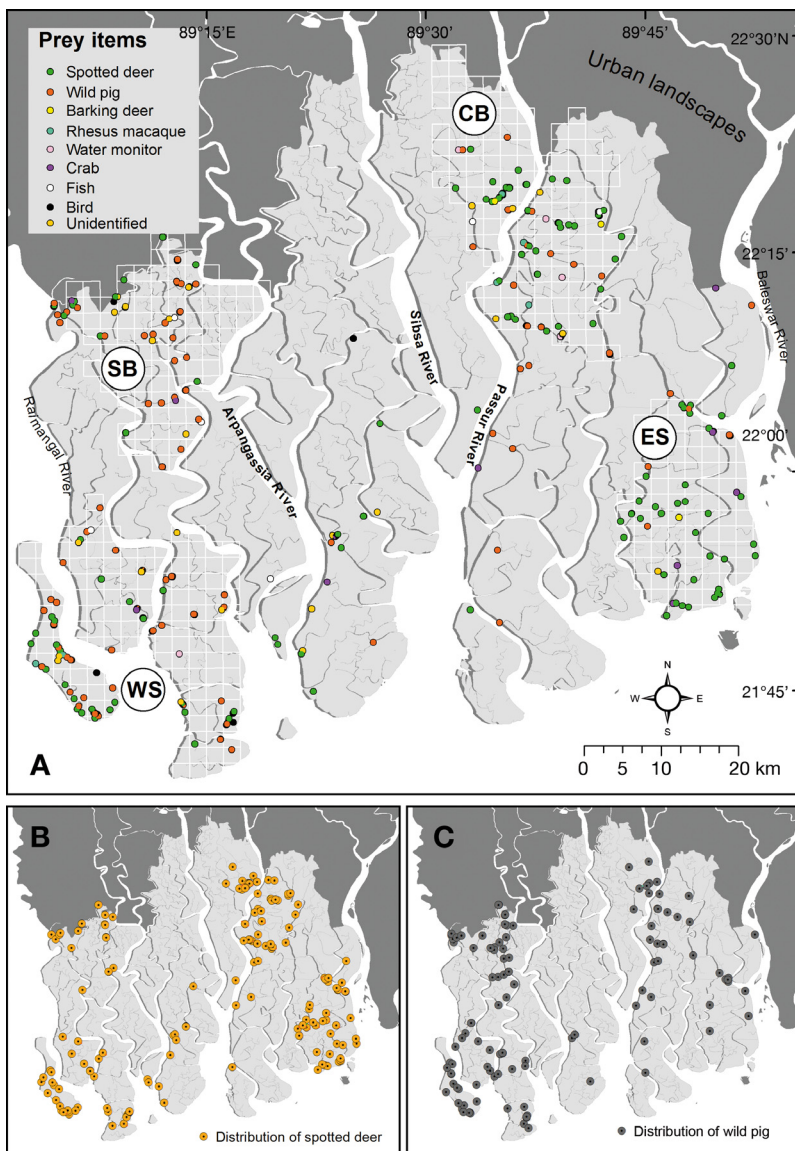 89°15'E
89°30'
89°45'
22°30'N
Prey items
Spotted deer
Wild pig
Barking deer
Rhesus macaque
Water monitor
Crab
Fish
Bird
Unidentified
Urban landscapes
CB
22°15'
Baleswar River
Sibsa River
SB
Passur River
Raimangal River
Arpangassia River
22°00'
ES
WS
21°45'
N
W
E
S
A
0 5 10 20 km
B
Distribution of spotted deer
C
Distribution of wild pig